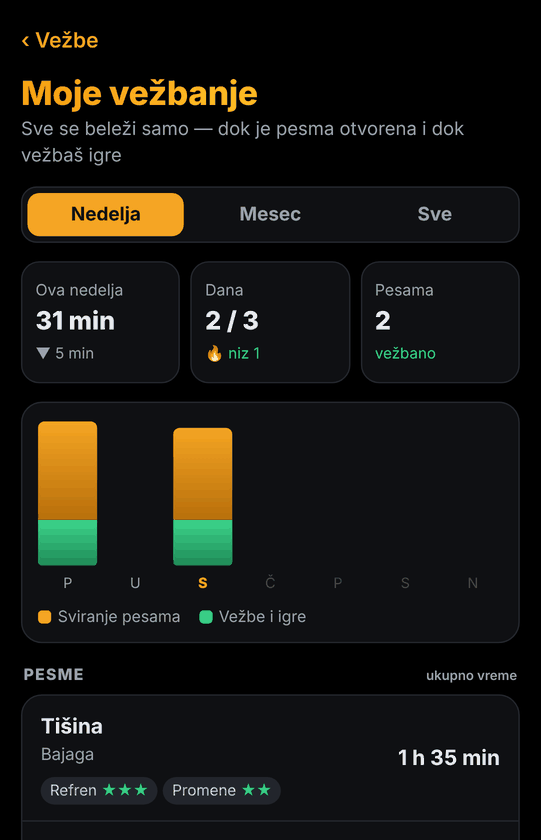 ‹ Vežbe
Moje vežbanje
Sve se beleži samo — dok je pesma otvorena i dok
vežbaš igre
Nedelja Mesec Sve
Ova nedelja
31 min
▼ 5 min
Dana
2 / 3
🔥 niz 1
Pesama
2
vežbano
P U S Č P S N
Sviranje pesama Vežbe i igre
PESME ukupno vreme
Tišina
Bajaga
1 h 35 min
Refren ★★★ Promene ★★